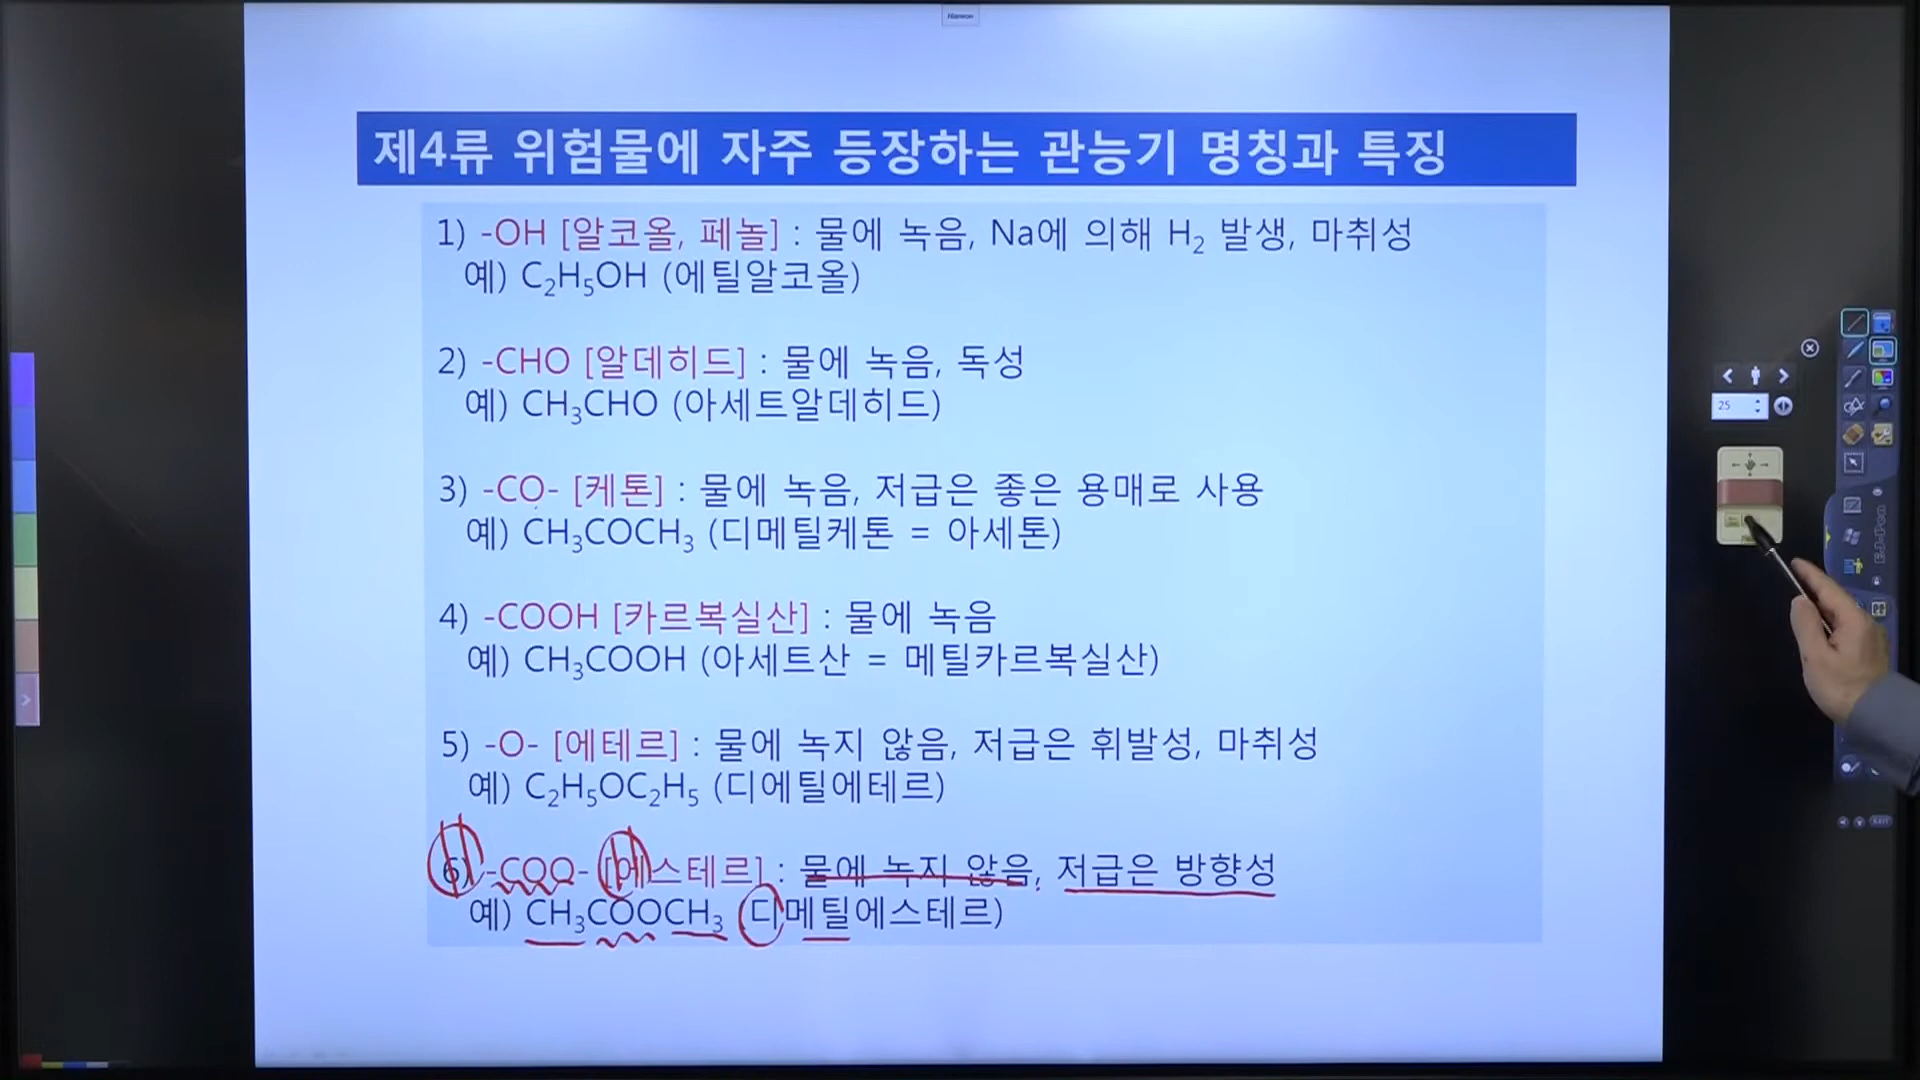 Hanwon
제4류 위험물에 자주 등장하는 관능기 명칭과 특징
1) -OH [알코올, 페놀] : 물에 녹음, Na에 의해 H₂ 발생, 마취성
예) C₂H₅OH (에틸알코올)
2) -CHO [알데히드] : 물에 녹음, 독성
예) CH₃CHO (아세트알데히드)
3) -CO- [케톤] : 물에 녹음, 저급은 좋은 용매로 사용
예) CH₃COCH₃ (디메틸케톤 = 아세톤)
4) -COOH [카르복실산] : 물에 녹음
예) CH₃COOH (아세트산 = 메틸카르복실산)
5) -O- [에테르] : 물에 녹지 않음, 저급은 휘발성, 마취성
예) C₂H₅OC₂H₅ (디에틸에테르)
6) -COO- [에스테르] : 물에 녹지 않음, 저급은 방향성
예) CH₃COOCH₃ (디메틸에스테르)
25